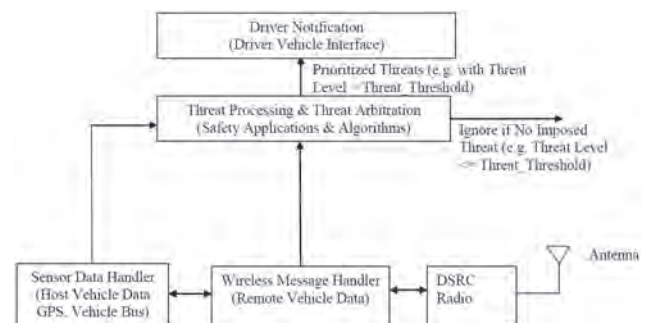 Driver Notification
(Driver Vehicle Interface)
Prioritized Threats (e.g. with Threat
Level =Threat_Threshold)
Threat Processing & Threat Arbitration
(Safety Applications & Algorithms)
Ignore if No Imposed
Threat (e.g. Threat Level
<= Threat_Threshold)
Antenna
Sensor Data Handler
(Host Vehicle Data
GPS, Vehicle Bus)
Wireless Message Handler
(Remote Vehicle Data)
DSRC
Radio